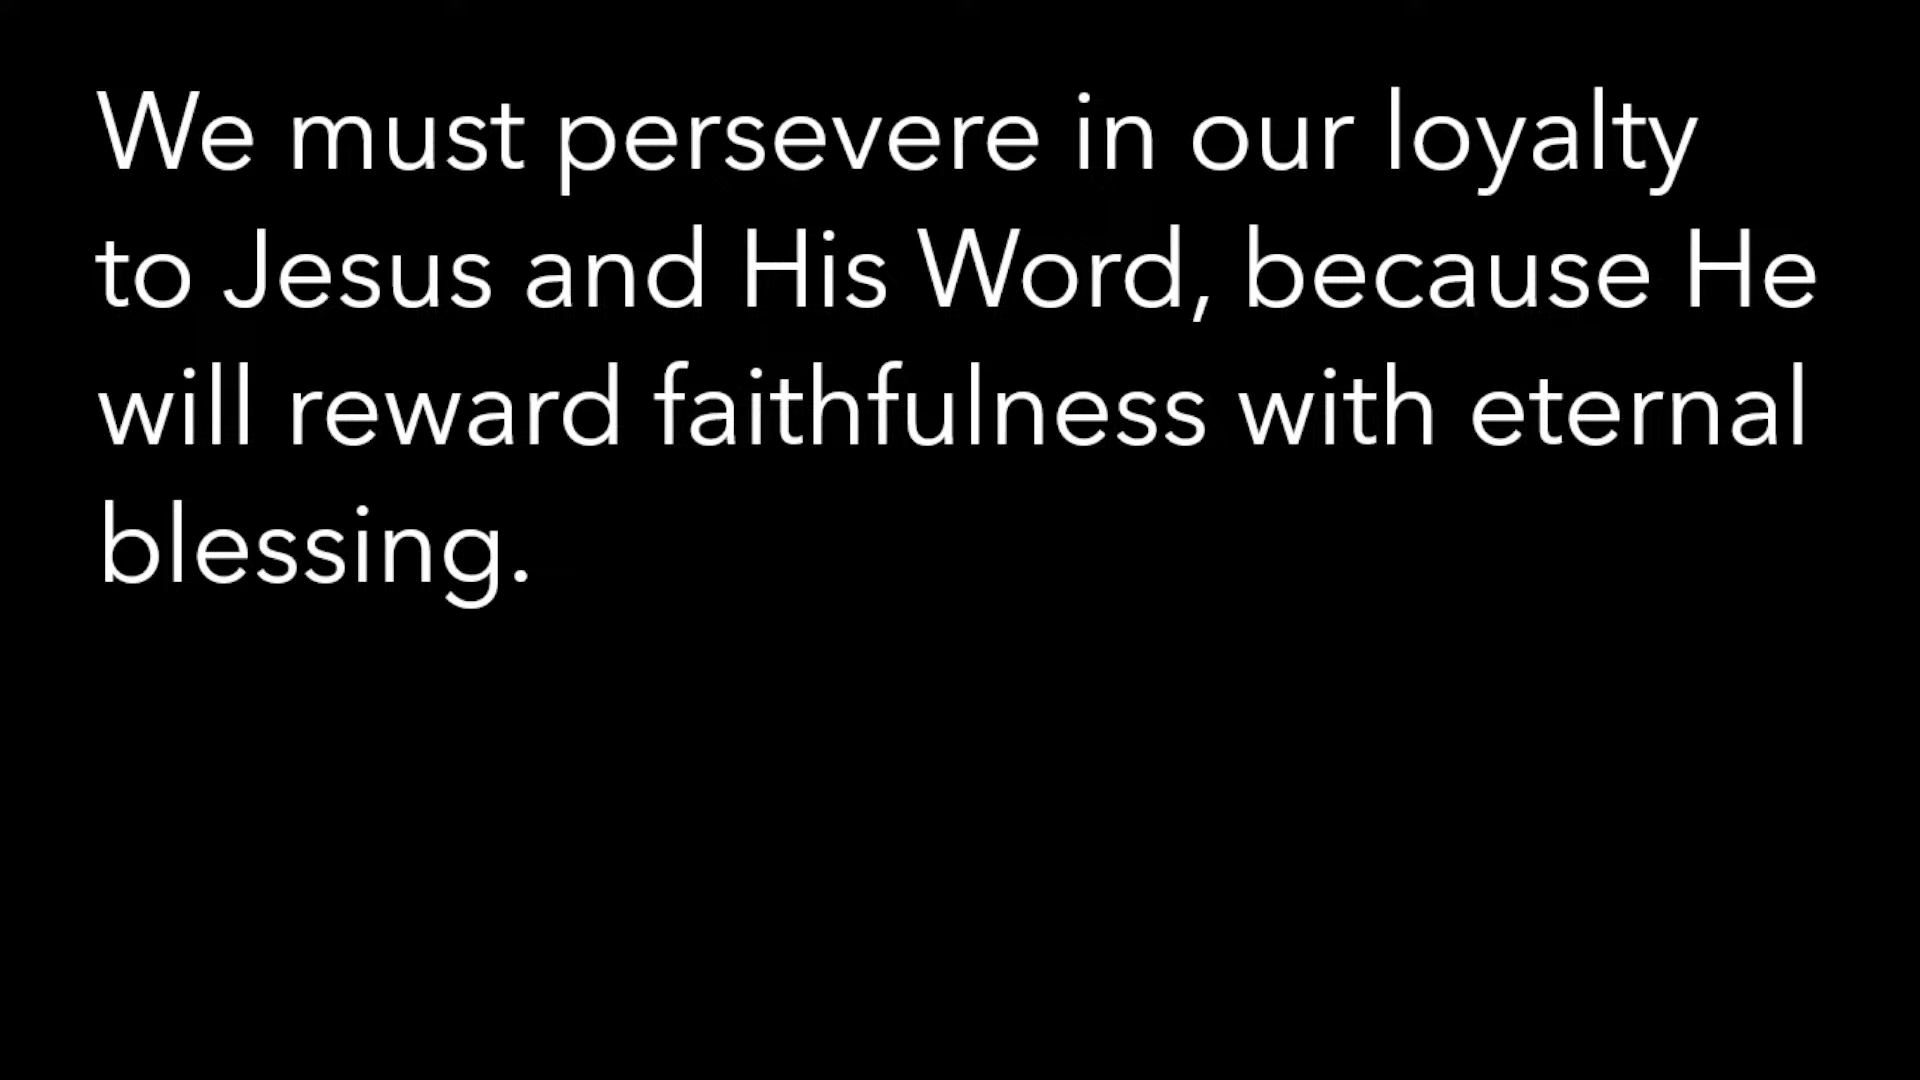 We must persevere in our loyalty
to Jesus and His Word, because He
will reward faithfulness with eternal
blessing.